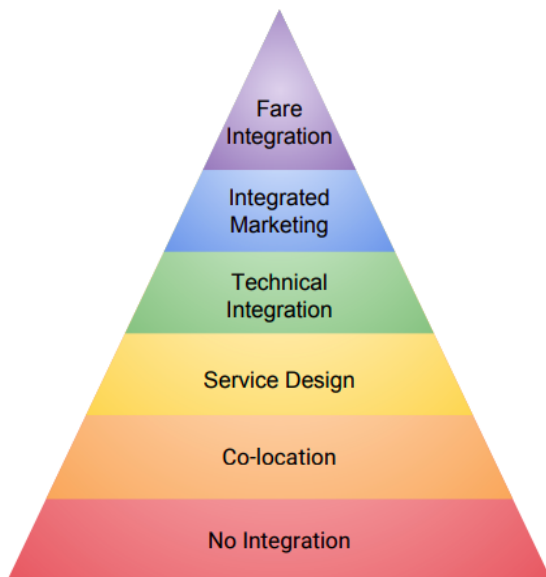 Fare
Integration
Integrated
Marketing
Technical
Integration
Service Design
Co-location
No Integration